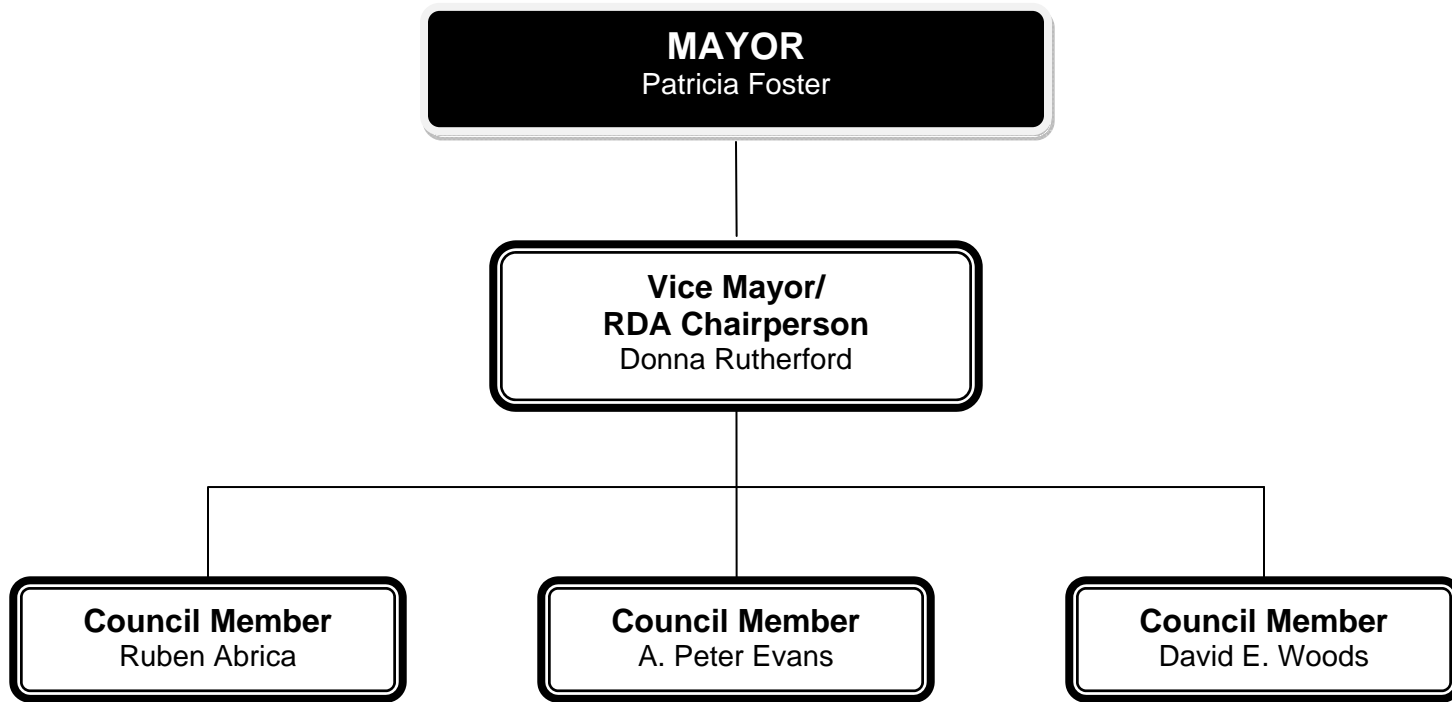 MAYOR
Patricia Foster
Vice Mayor/
RDA Chairperson
Donna Rutherford
Council Member
Ruben Abrica
Council Member
A. Peter Evans
Council Member
David E. Woods